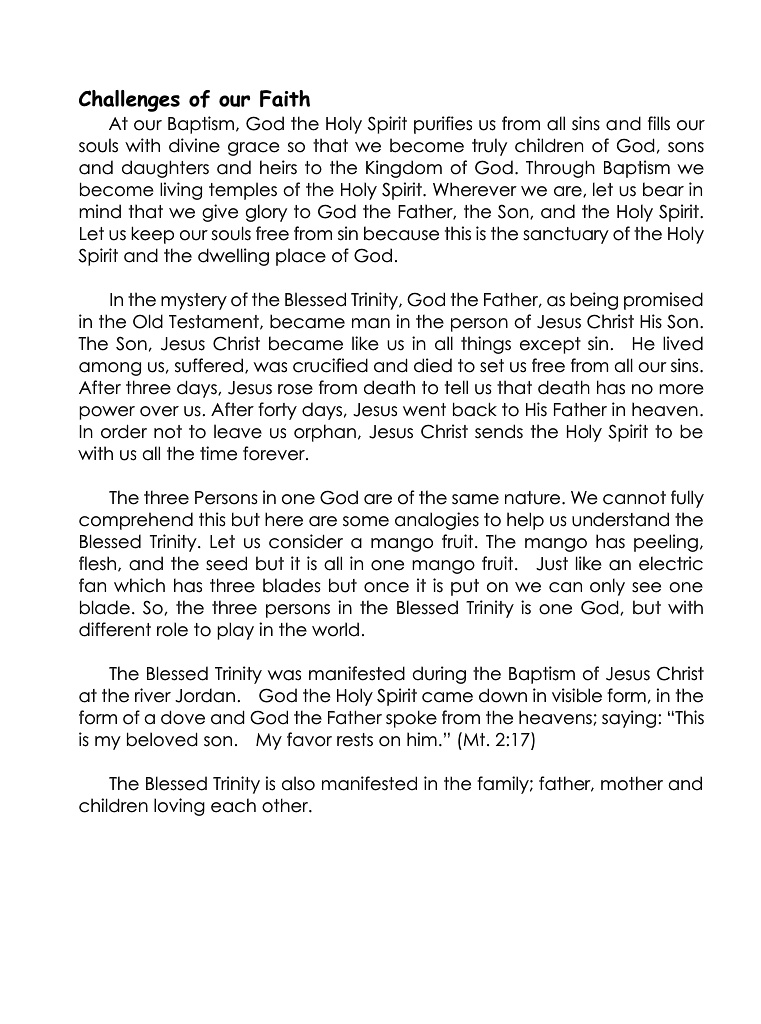 Challenges of our Faith
At our Baptism, God the Holy Spirit purifies us from all sins and fills our
souls with divine grace so that we become truly children of God, sons
and daughters and heirs to the Kingdom of God. Through Baptism we
become living temples of the Holy Spirit. Wherever we are, let us bear in
mind that we give glory to God the Father, the Son, and the Holy Spirit.
Let us keep our souls free from sin because this is the sanctuary of the Holy
Spirit and the dwelling place of God.
In the mystery of the Blessed Trinity, God the Father, as being promised
in the Old Testament, became man in the person of Jesus Christ His Son.
The Son, Jesus Christ became like us in all things except sin. He lived
among us, suffered, was crucified and died to set us free from all our sins.
After three days, Jesus rose from death to tell us that death has no more
power over us. After forty days, Jesus went back to His Father in heaven.
In order not to leave us orphan, Jesus Christ sends the Holy Spirit to be
with us all the time forever.
The three Persons in one God are of the same nature. We cannot fully
comprehend this but here are some analogies to help us understand the
Blessed Trinity. Let us consider a mango fruit. The mango has peeling,
flesh, and the seed but it is all in one mango fruit. Just like an electric
fan which has three blades but once it is put on we can only see one
blade. So, the three persons in the Blessed Trinity is one God, but with
different role to play in the world.
The Blessed Trinity was manifested during the Baptism of Jesus Christ
at the river Jordan. God the Holy Spirit came down in visible form, in the
form of a dove and God the Father spoke from the heavens; saying: “This
is my beloved son. My favor rests on him.” (Mt. 2:17)
The Blessed Trinity is also manifested in the family; father, mother and
children loving each other.